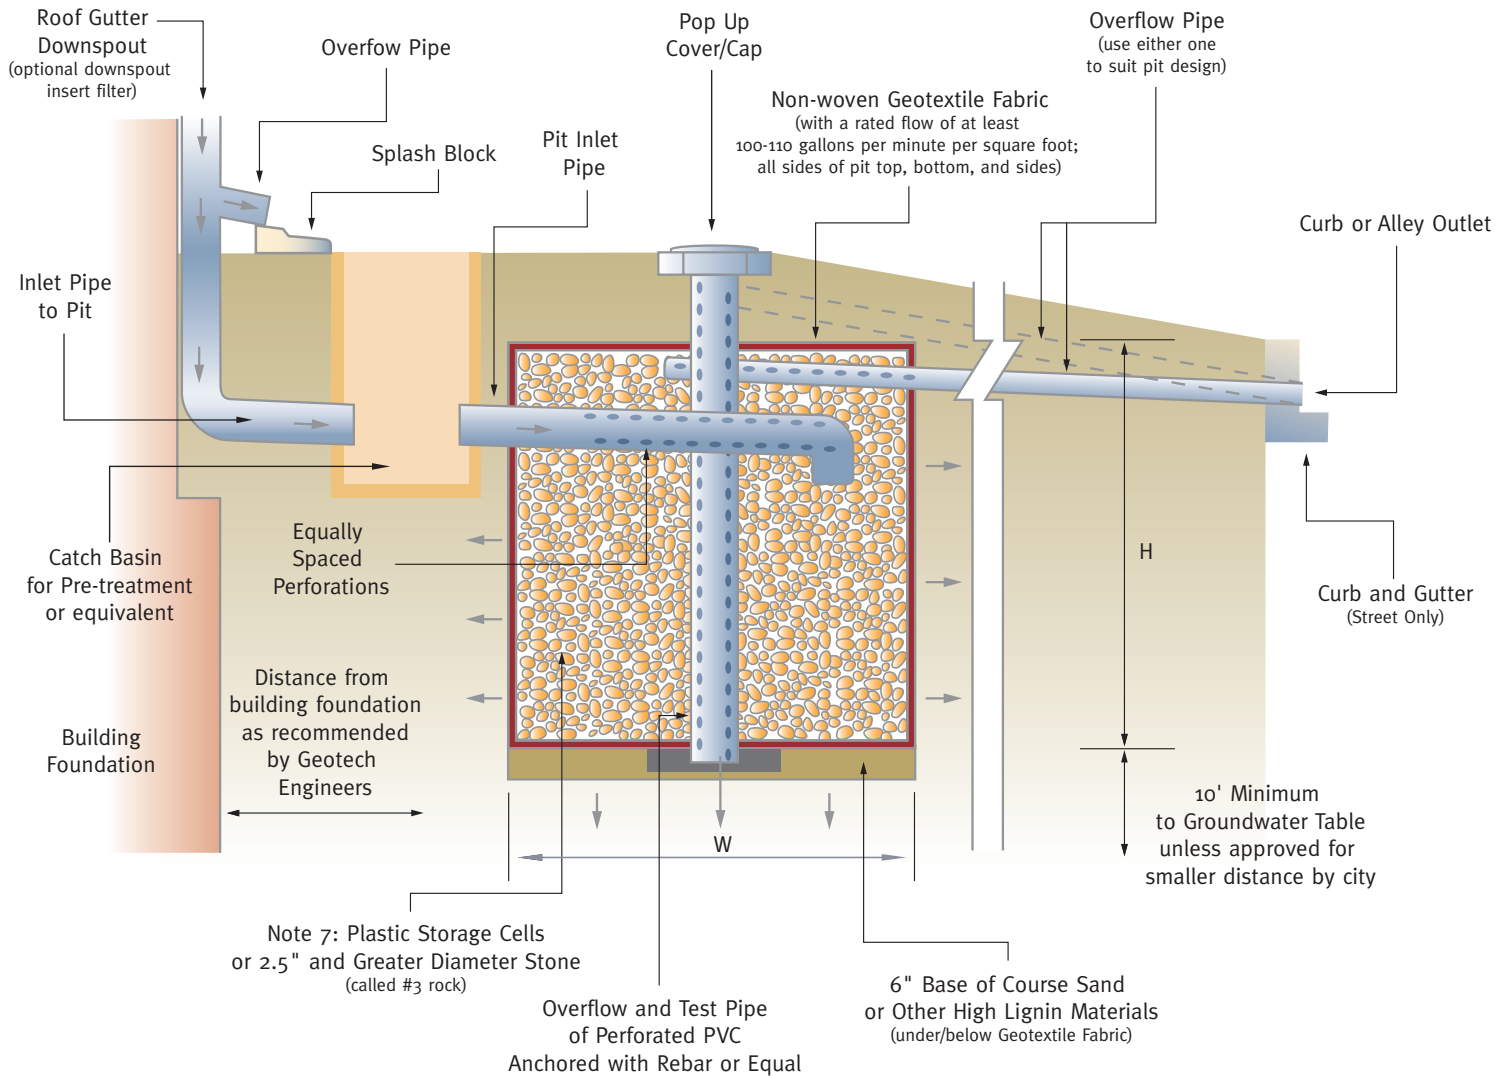 Roof Gutter
Downspout
(optional downspout
insert filter)
Overfow Pipe
Splash Block
Pit Inlet
Pipe
Pop Up
Cover/Cap
Non-woven Geotextile Fabric
(with a rated flow of at least
100-110 gallons per minute per square foot;
all sides of pit top, bottom, and sides)
Overflow Pipe
(use either one
to suit pit design)
Curb or Alley Outlet
Inlet Pipe
to Pit
Catch Basin
for Pre-treatment
or equivalent
Equally
Spaced
Perforations
H
Curb and Gutter
(Street Only)
Distance from
building foundation
as recommended
by Geotech
Engineers
Building
Foundation
W
10' Minimum
to Groundwater Table
unless approved for
smaller distance by city
Note 7: Plastic Storage Cells
or 2.5" and Greater Diameter Stone
(called #3 rock)
Overflow and Test Pipe
of Perforated PVC
Anchored with Rebar or Equal
6" Base of Course Sand
or Other High Lignin Materials
(under/below Geotextile Fabric)